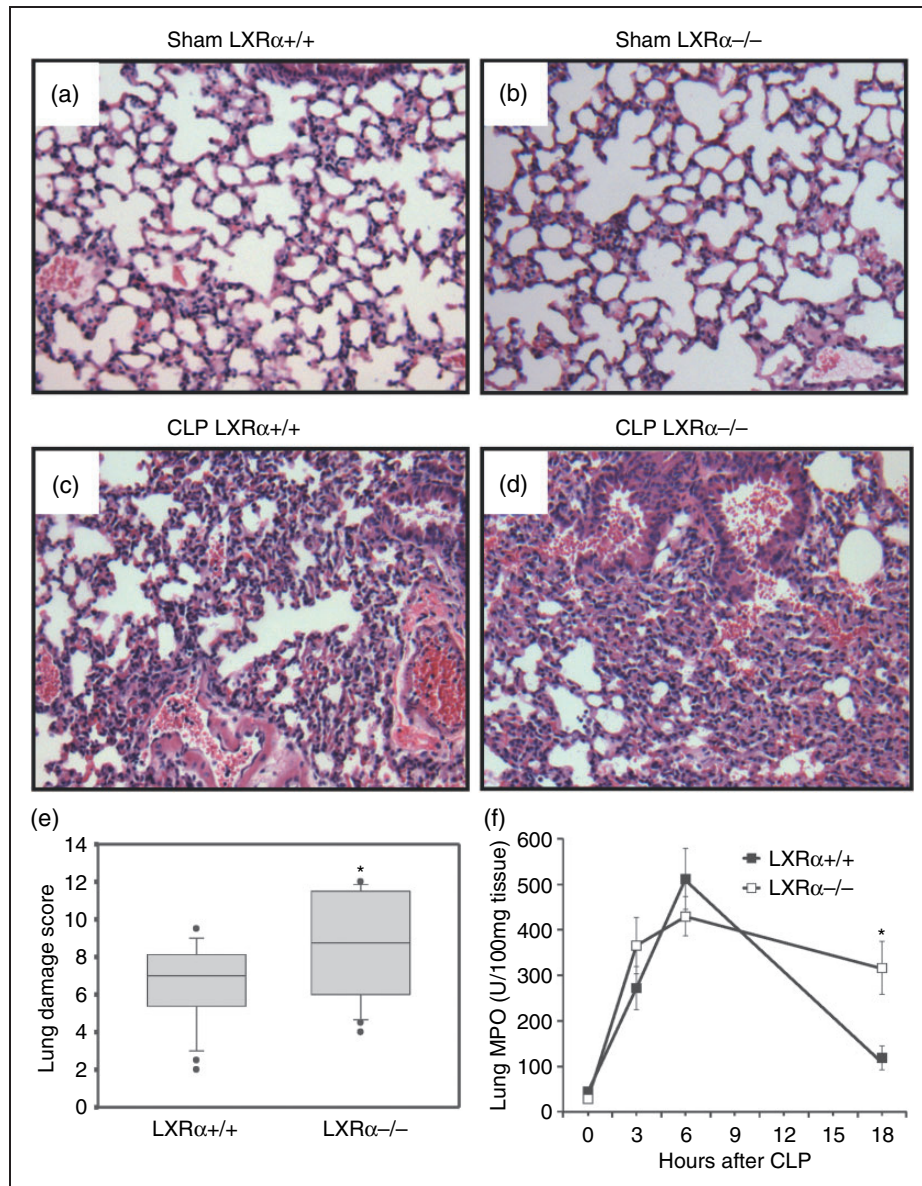 Sham LXRα+/+
Sham LXRα−/−
(a)
(b)
CLP LXRα+/+
CLP LXRα−/−
(c)
(d)
(e)
Lung damage score
14
12
10
8
6
4
2
0
*
LXRα+/+
LXRα−/−
(f)
Lung MPO (U/100mg tissue)
600
500
400
300
200
100
0
LXRα+/+
LXRα−/−
*
0 3 6 9 12 15 18
Hours after CLP